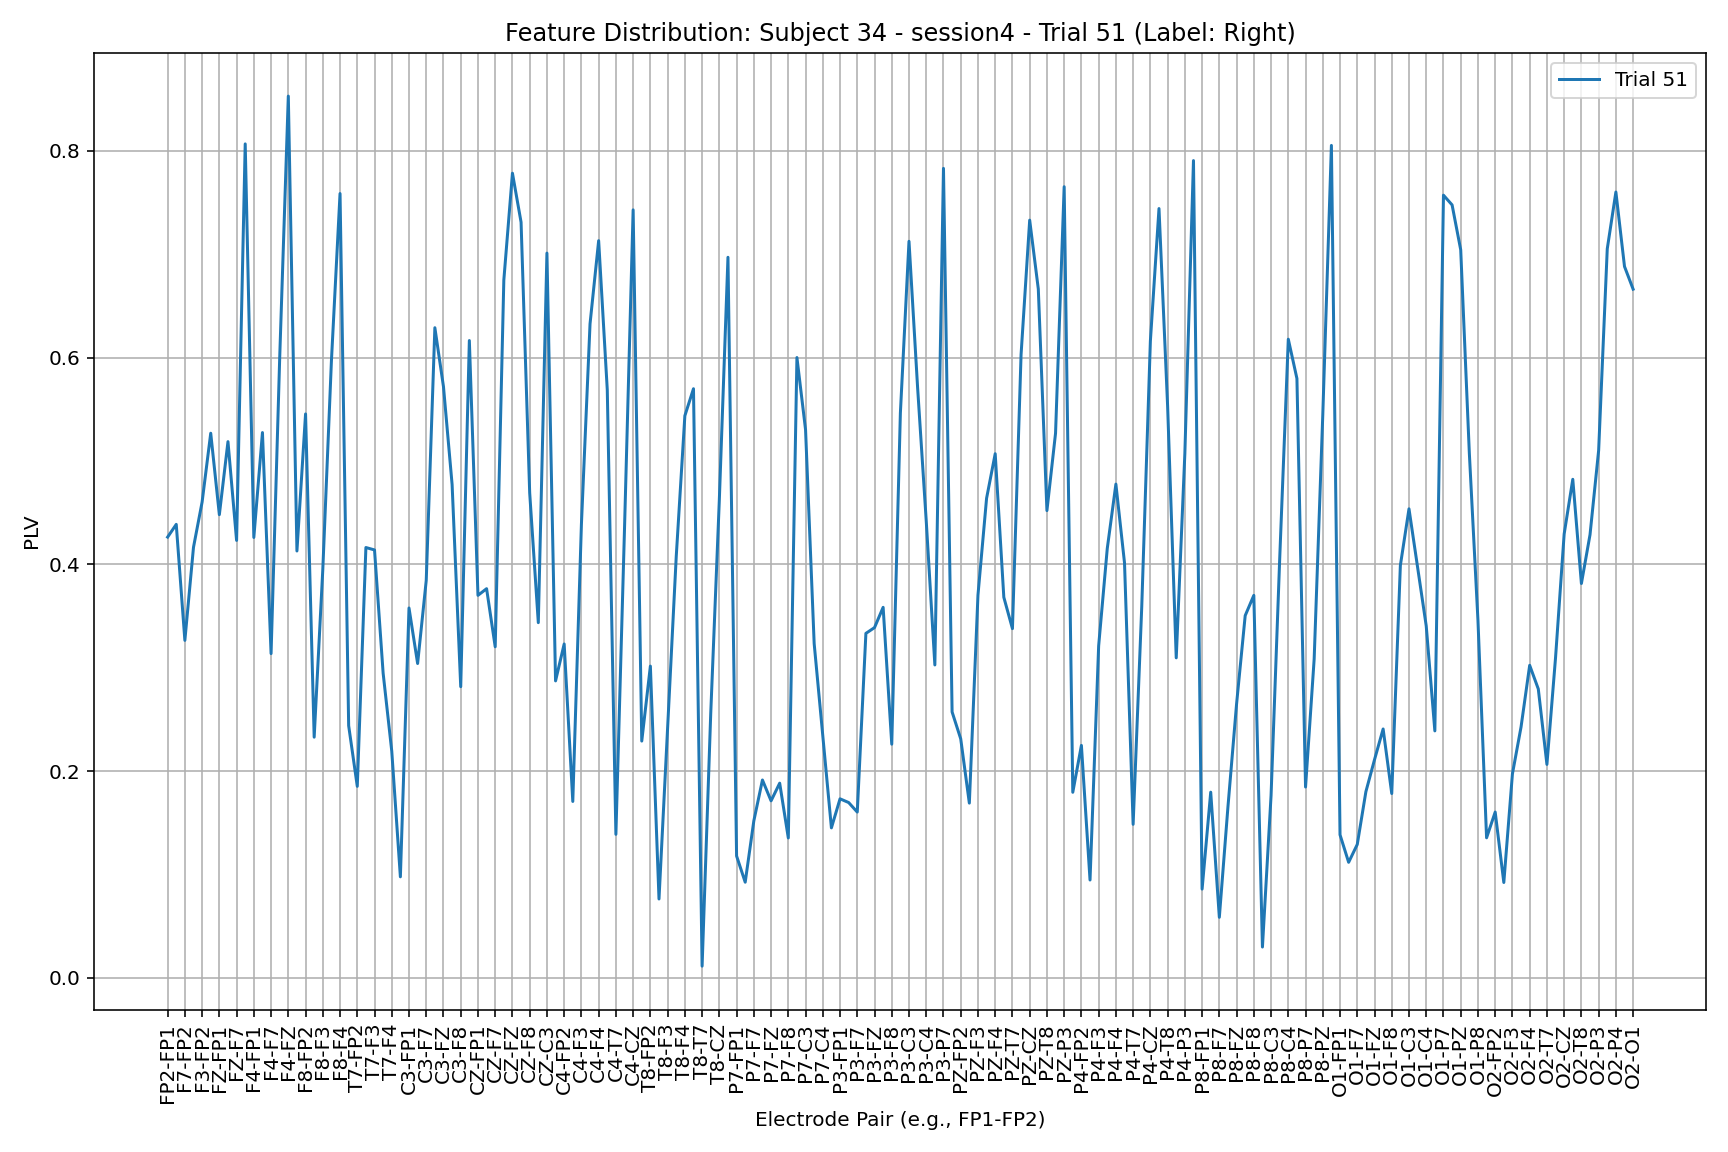 Feature Distribution: Subject 34 - session4 - Trial 51 (Label: Right)
Trial 51
PLV
0.8
0.6
0.4
0.2
0.0
FP2-FP1
F7-FP2
F3-FP2
FZ-FP1
FZ-F7
F4-FP1
F4-F7
F4-FZ
F8-FP2
F8-F3
F8-F4
T7-FP2
T7-F3
T7-F4
C3-FP1
C3-F7
C3-FZ
C3-F8
CZ-FP1
CZ-F7
CZ-FZ
CZ-F8
CZ-C3
C4-FP2
C4-F3
C4-F4
C4-T7
C4-CZ
T8-FP2
T8-F3
T8-F4
T8-T7
T8-CZ
P7-FP1
P7-F7
P7-FZ
P7-F8
P7-C3
P7-C4
P3-FP1
P3-F7
P3-FZ
P3-F8
P3-C3
P3-C4
P3-P7
PZ-FP2
PZ-F3
PZ-F4
PZ-T7
PZ-CZ
PZ-T8
PZ-P3
P4-FP2
P4-F3
P4-F4
P4-T7
P4-CZ
P4-T8
P4-P3
P8-FP1
P8-F7
P8-FZ
P8-F8
P8-C3
P8-C4
P8-P7
P8-PZ
O1-FP1
O1-F7
O1-FZ
O1-F8
O1-C3
O1-C4
O1-P7
O1-PZ
O1-P8
O2-FP2
O2-F3
O2-F4
O2-T7
O2-CZ
O2-T8
O2-P3
O2-P4
O2-O1
Electrode Pair (e.g., FP1-FP2)